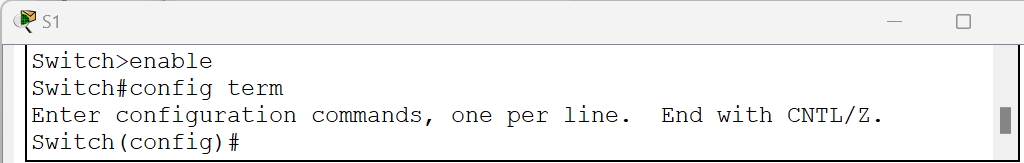 S1
Switch>enable
Switch#config term
Enter configuration commands, one per line.  End with CNTL/Z.
Switch(config)#